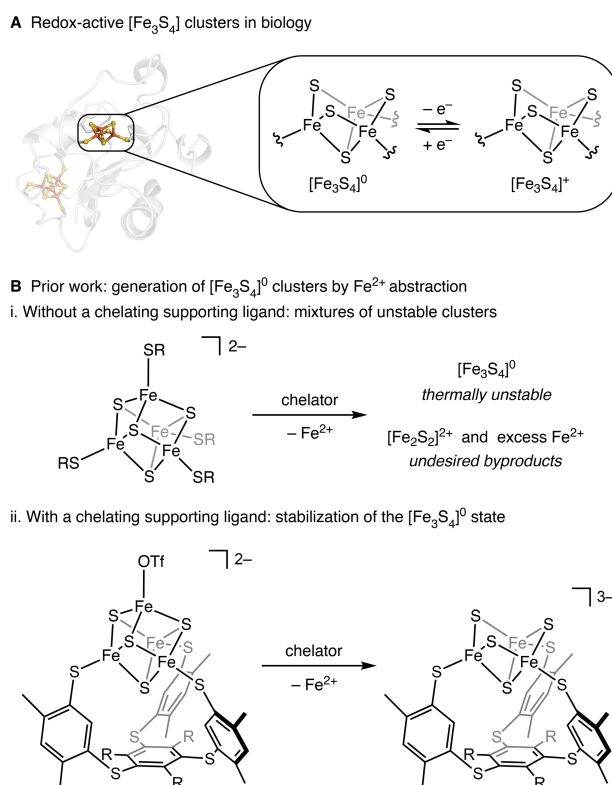 A Redox-active [Fe₃S₄] clusters in biology
S Fe S
Fe S Fe
S
– e⁻
+ e⁻
S Fe S
Fe S Fe
S
[Fe₃S₄]⁰
[Fe₃S₄]⁺
B Prior work: generation of [Fe₃S₄]⁰ clusters by Fe²⁺ abstraction
i. Without a chelating supporting ligand: mixtures of unstable clusters
SR
2–
Fe
S S
S Fe SR
Fe Fe
RS S SR
chelator
– Fe²⁺
[Fe₃S₄]⁰
thermally unstable
[Fe₂S₂]²⁺ and excess Fe²⁺
undesired byproducts
ii. With a chelating supporting ligand: stabilization of the [Fe₃S₄]⁰ state
OTf
2–
Fe
S S
S Fe S
Fe Fe
S S S
S R
R S
S R
chelator
– Fe²⁺
3–
S S
S Fe S
Fe Fe
S S S
S R
R S
S R